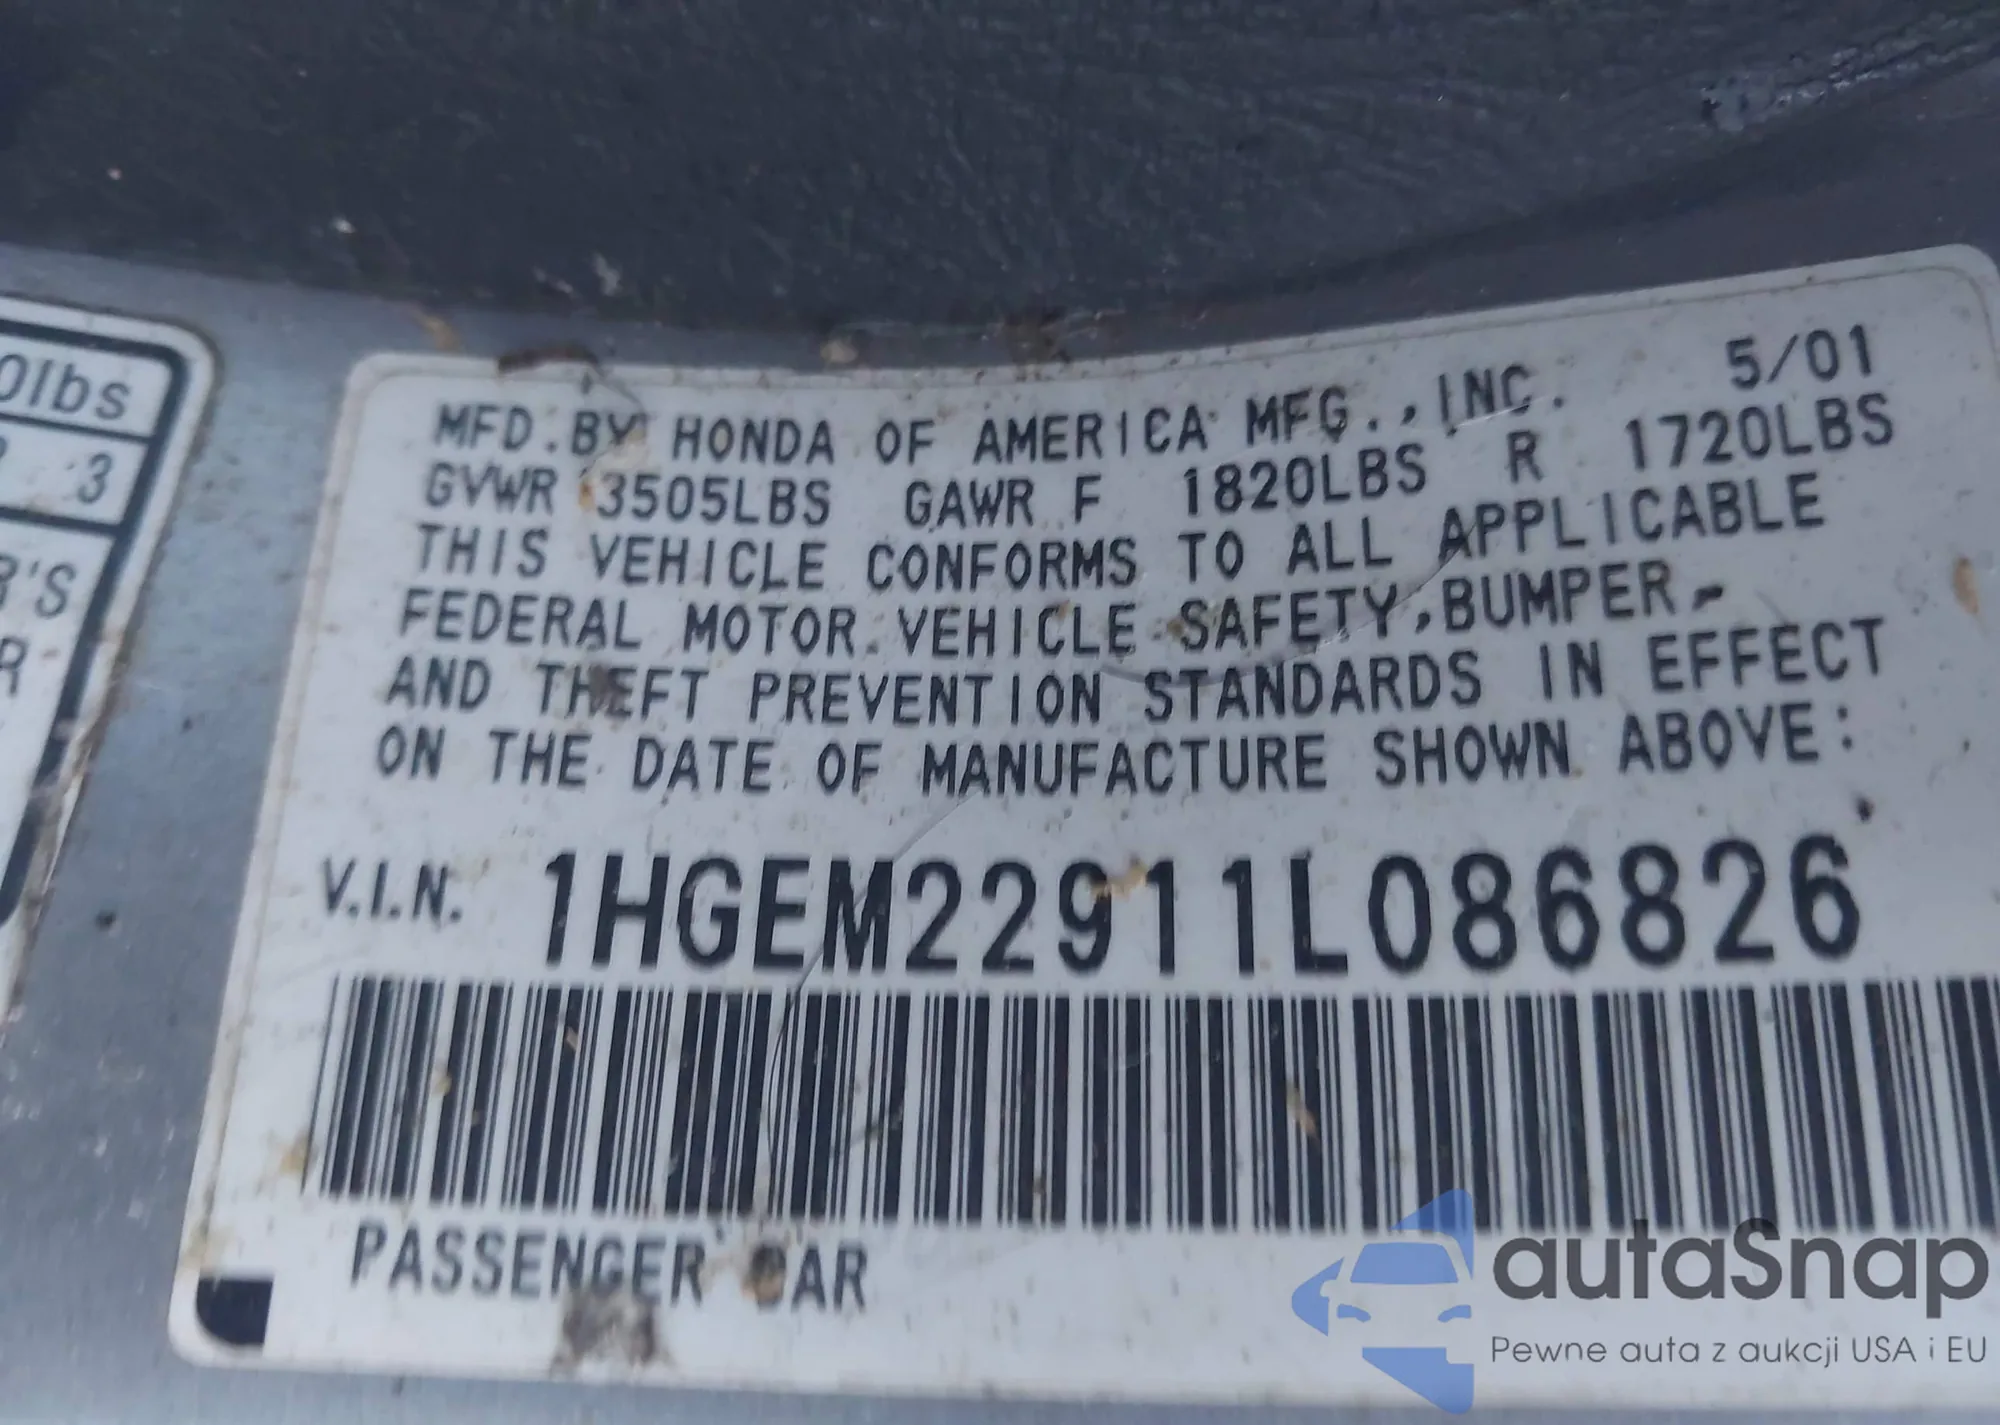 0lbs
3
'S
R
MFD. BY HONDA OF AMERICA MFG., INC. 5/01
GVWR 3505LBS GAWR F 1820LBS R 1720LBS
THIS VEHICLE CONFORMS TO ALL APPLICABLE
FEDERAL MOTOR VEHICLE SAFETY, BUMPER
AND THEFT PREVENTION STANDARDS IN EFFECT
ON THE DATE OF MANUFACTURE SHOWN ABOVE:
V.I.N. 1HGEM22911L086826
PASSENGER CAR
autaSnap
Pewne auta z aukcji USA i EU